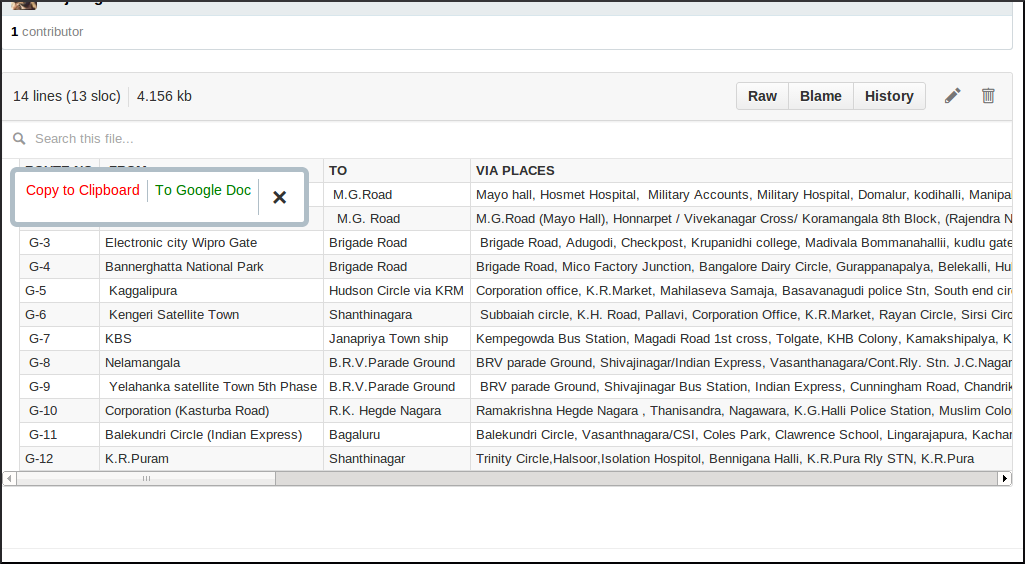 1 contributor
14 lines (13 sloc) 4.156 kb Raw Blame History
Search this file...
TO VIA PLACES
Copy to Clipboard To Google Doc ×
M.G.Road Mayo hall, Hosmet Hospital, Military Accounts, Military Hospital, Domalur, kodihalli, Manipa
M.G. Road M.G.Road (Mayo Hall), Honnarpet / Vivekanagar Cross/ Koramangala 8th Block, (Rajendra N
G-3 Electronic city Wipro Gate Brigade Road Brigade Road, Adugodi, Checkpost, Krupanidhi college, Madivala Bommanahallii, kudlu gate
G-4 Bannerghatta National Park Brigade Road Brigade Road, Mico Factory Junction, Bangalore Dairy Circle, Gurappanapalya, Belekalli, Hu
G-5 Kaggalipura Hudson Circle via KRM Corporation office, K.R.Market, Mahilaseva Samaja, Basavanagudi police Stn, South end circ
G-6 Kengeri Satellite Town Shanthinagara Subbaiah circle, K.H. Road, Pallavi, Corporation Office, K.R.Market, Rayan Circle, Sirsi Circ
G-7 KBS Janapriya Town ship Kempegowda Bus Station, Magadi Road 1st cross, Tolgate, KHB Colony, Kamakshipalya, K
G-8 Nelamangala B.R.V.Parade Ground BRV parade Ground, Shivajinagar/Indian Express, Vasanthanagara/Cont.Rly. Stn. J.C.Nagar
G-9 Yelahanka satellite Town 5th Phase B.R.V.Parade Ground BRV parade Ground, Shivajinagar Bus Station, Indian Express, Cunningham Road, Chandrik
G-10 Corporation (Kasturba Road) R.K. Hegde Nagara Ramakrishna Hegde Nagara , Thanisandra, Nagawara, K.G.Halli Police Station, Muslim Colo
G-11 Balekundri Circle (Indian Express) Bagaluru Balekundri Circle, Vasanthnagara/CSI, Coles Park, Clawrence School, Lingarajapura, Kachar
G-12 K.R.Puram Shanthinagar Trinity Circle,Halsoor,Isolation Hospitol, Bennigana Halli, K.R.Pura Rly STN, K.R.Pura